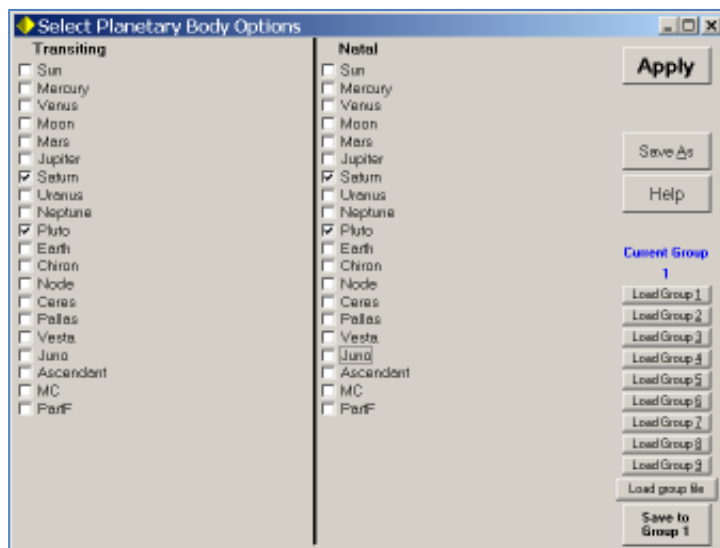 Select Planetary Body Options
Transiting
Sun
Mercury
Venus
Moon
Mars
Jupiter
Saturn
Uranus
Neptune
Pluto
Earth
Chiron
Node
Ceres
Pallas
Vesta
Juno
Ascendant
MC
PartF
Natal
Sun
Mercury
Venus
Moon
Mars
Jupiter
Saturn
Uranus
Neptune
Pluto
Earth
Chiron
Node
Ceres
Pallas
Vesta
Juno
Ascendant
MC
PartF
Apply
Save As
Help
Current Group
1
Load Group 1
Load Group 2
Load Group 3
Load Group 4
Load Group 5
Load Group 6
Load Group 7
Load Group 8
Load Group 9
Load group file
Save to
Group 1